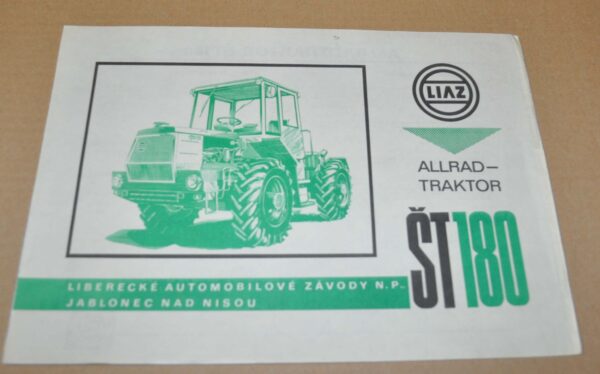 LIAZ
ALLRAD–
TRAKTOR
ŠT180
LIBERECKÉ AUTOMOBILOVÉ ZÁVODY N.P.
JABLONEC NAD NISOU